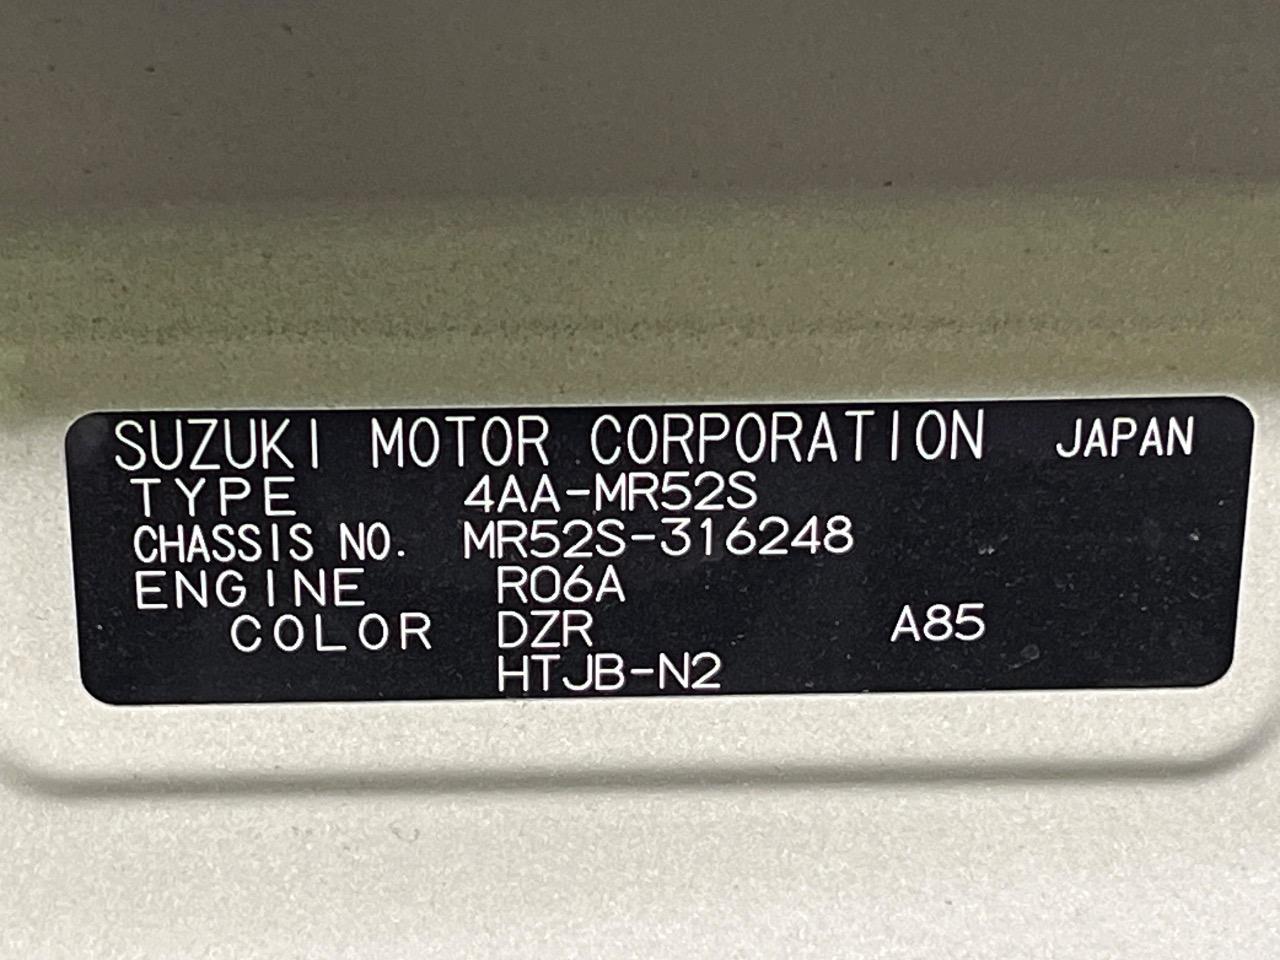 SUZUKI MOTOR CORPORATION JAPAN
TYPE 4AA-MR52S
CHASSIS NO. MR52S-316248
ENGINE R06A
COLOR DZR A85
HTJB-N2